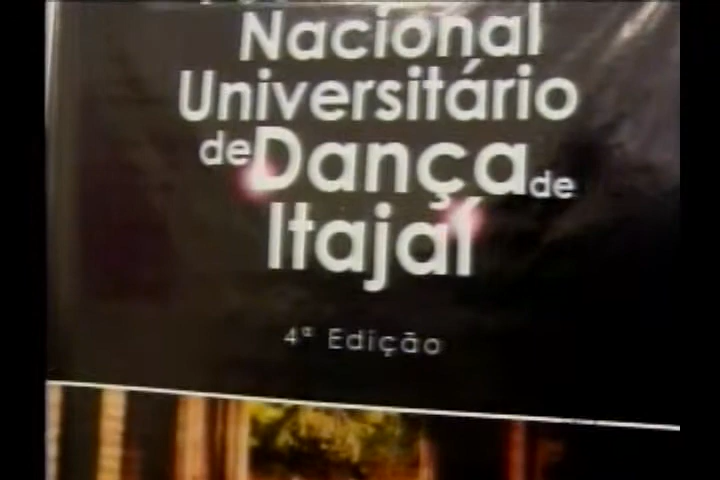 Nacional
Universitário
de Dança de
Itajaí
4ª Edição